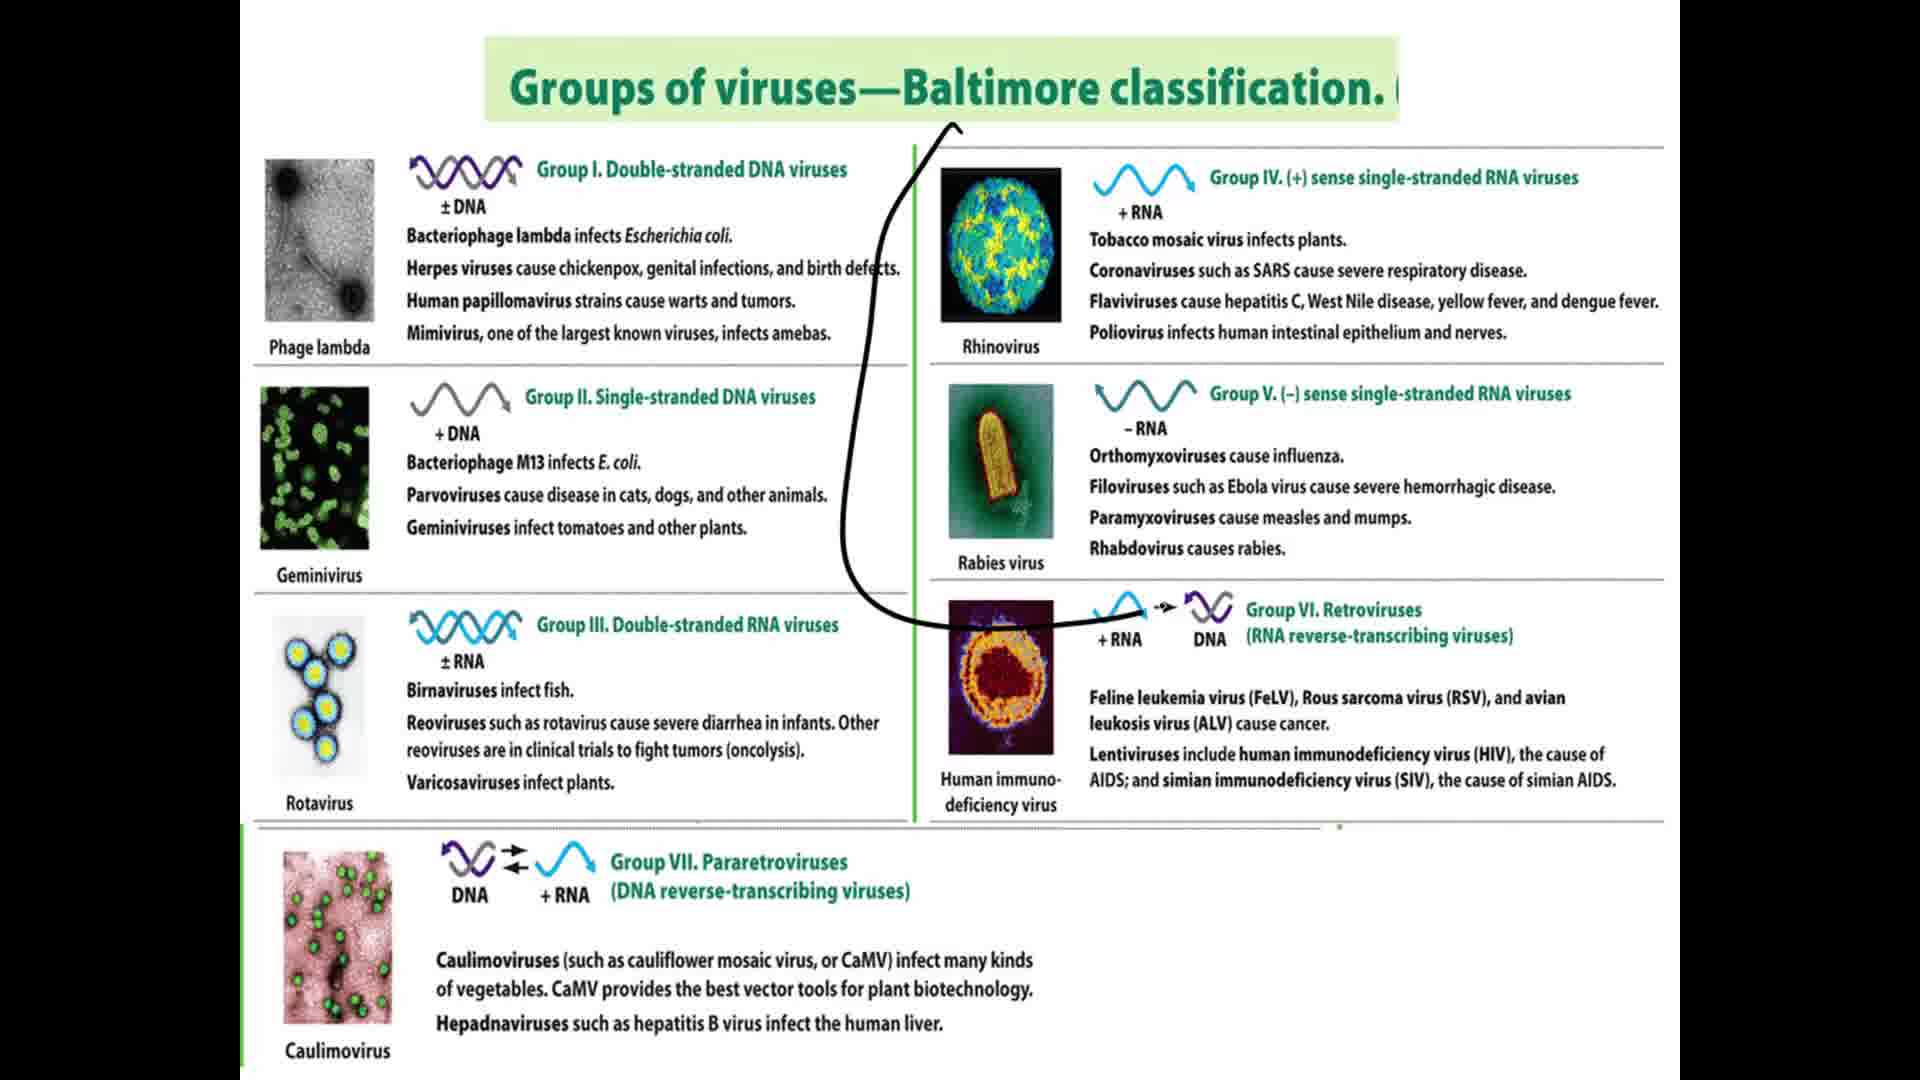 Groups of viruses—Baltimore classification.
Group I. Double-stranded DNA viruses
± DNA
Bacteriophage lambda infects Escherichia coli.
Herpes viruses cause chickenpox, genital infections, and birth defects.
Human papillomavirus strains cause warts and tumors.
Mimivirus, one of the largest known viruses, infects amebas.
Phage lambda
Group II. Single-stranded DNA viruses
+ DNA
Bacteriophage M13 infects E. coli.
Parvoviruses cause disease in cats, dogs, and other animals.
Geminiviruses infect tomatoes and other plants.
Geminivirus
Group III. Double-stranded RNA viruses
± RNA
Birnaviruses infect fish.
Reoviruses such as rotavirus cause severe diarrhea in infants. Other
reoviruses are in clinical trials to fight tumors (oncolysis).
Varicosaviruses infect plants.
Rotavirus
Group IV. (+) sense single-stranded RNA viruses
+ RNA
Tobacco mosaic virus infects plants.
Coronaviruses such as SARS cause severe respiratory disease.
Flaviviruses cause hepatitis C, West Nile disease, yellow fever, and dengue fever.
Poliovirus infects human intestinal epithelium and nerves.
Rhinovirus
Group V. (–) sense single-stranded RNA viruses
– RNA
Orthomyxoviruses cause influenza.
Filoviruses such as Ebola virus cause severe hemorrhagic disease.
Paramyxoviruses cause measles and mumps.
Rhabdovirus causes rabies.
Rabies virus
Group VI. Retroviruses
(RNA reverse-transcribing viruses)
+ RNA DNA
Feline leukemia virus (FeLV), Rous sarcoma virus (RSV), and avian
leukosis virus (ALV) cause cancer.
Lentiviruses include human immunodeficiency virus (HIV), the cause of
AIDS; and simian immunodeficiency virus (SIV), the cause of simian AIDS.
Human immuno-
deficiency virus
Group VII. Pararetroviruses
(DNA reverse-transcribing viruses)
DNA + RNA
Caulimoviruses (such as cauliflower mosaic virus, or CaMV) infect many kinds
of vegetables. CaMV provides the best vector tools for plant biotechnology.
Hepadnaviruses such as hepatitis B virus infect the human liver.
Caulimovirus